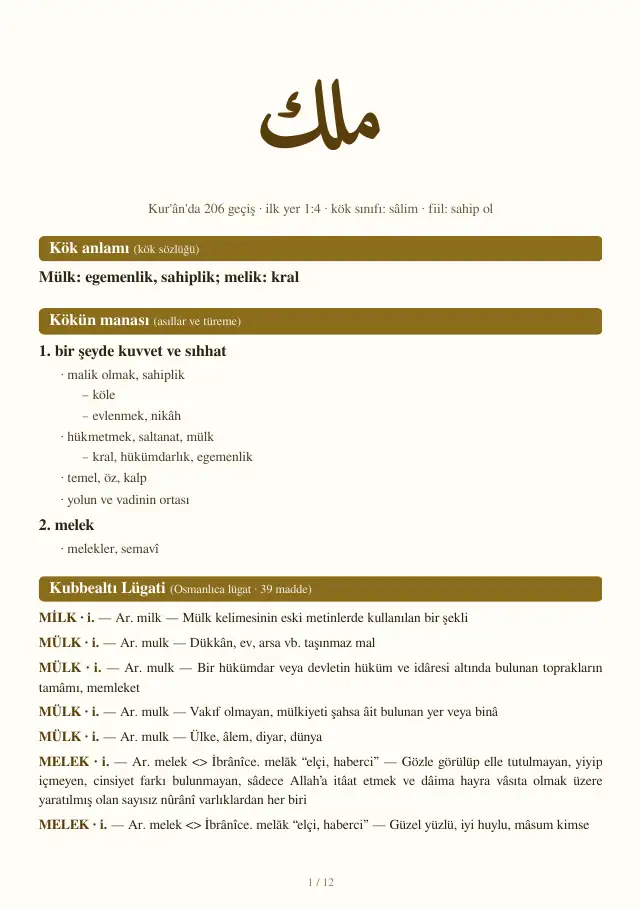 ملك
Kur'ân'da 206 geçiş · ilk yer 1:4 · kök sınıfı: sâlim · fiil: sahip ol
Kök anlamı (kök sözlüğü)
Mülk: egemenlik, sahiplik; melik: kral
Kökün manası (asıllar ve türeme)
1. bir şeyde kuvvet ve sıhhat
· malik olmak, sahiplik
– köle
– evlenmek, nikâh
· hükmetmek, saltanat, mülk
– kral, hükümdarlık, egemenlik
· temel, öz, kalp
· yolun ve vadinin ortası
2. melek
· melekler, semavî
Kubbealtı Lügati (Osmanlıca lügat · 39 madde)
MİLK · i. — Ar. milk — Mülk kelimesinin eski metinlerde kullanılan bir şekli
MÜLK · i. — Ar. mulk — Dükkân, ev, arsa vb. taşınmaz mal
MÜLK · i. — Ar. mulk — Bir hükümdar veya devletin hüküm ve idâresi altında bulunan toprakların
tamâmı, memleket
MÜLK · i. — Ar. mulk — Vakıf olmayan, mülkiyeti şahsa âit bulunan yer veya binâ
MÜLK · i. — Ar. mulk — Ülke, âlem, diyar, dünya
MELEK · i. — Ar. melek <> İbrânîce. melāk “elçi, haberci” — Gözle görülüp elle tutulmayan, yiyip
içmeyen, cinsiyet farkı bulunmayan, sâdece Allah’a itâat etmek ve dâima hayra vâsıta olmak üzere
yaratılmış olan sayısız nûrânî varlıklardan her biri
MELEK · i. — Ar. melek <> İbrânîce. melāk “elçi, haberci” — Güzel yüzlü, iyi huylu, mâsum kimse
1 / 12